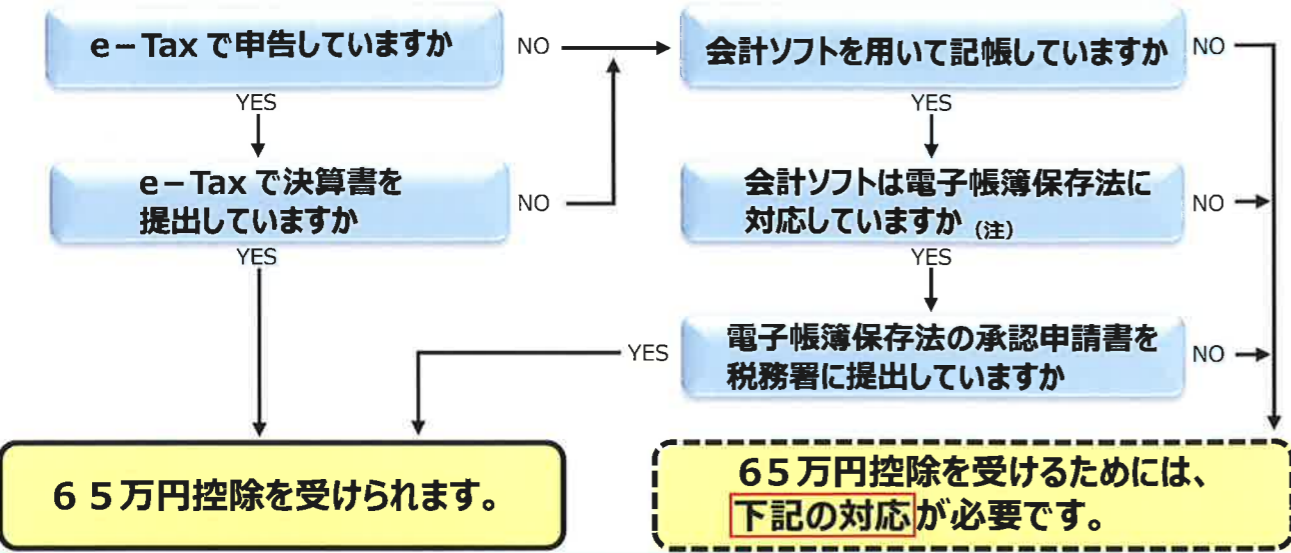 e－Tax で申告していますか
NO
会計ソフトを用いて記帳していますか
NO
YES
YES
e－Tax で決算書を
提出していますか
NO
会計ソフトは電子帳簿保存法に
対応していますか (注)
NO
YES
YES
電子帳簿保存法の承認申請書を
税務署に提出していますか
YES
NO
６５万円控除を受けられます。
65万円控除を受けるためには、
下記の対応が必要です。